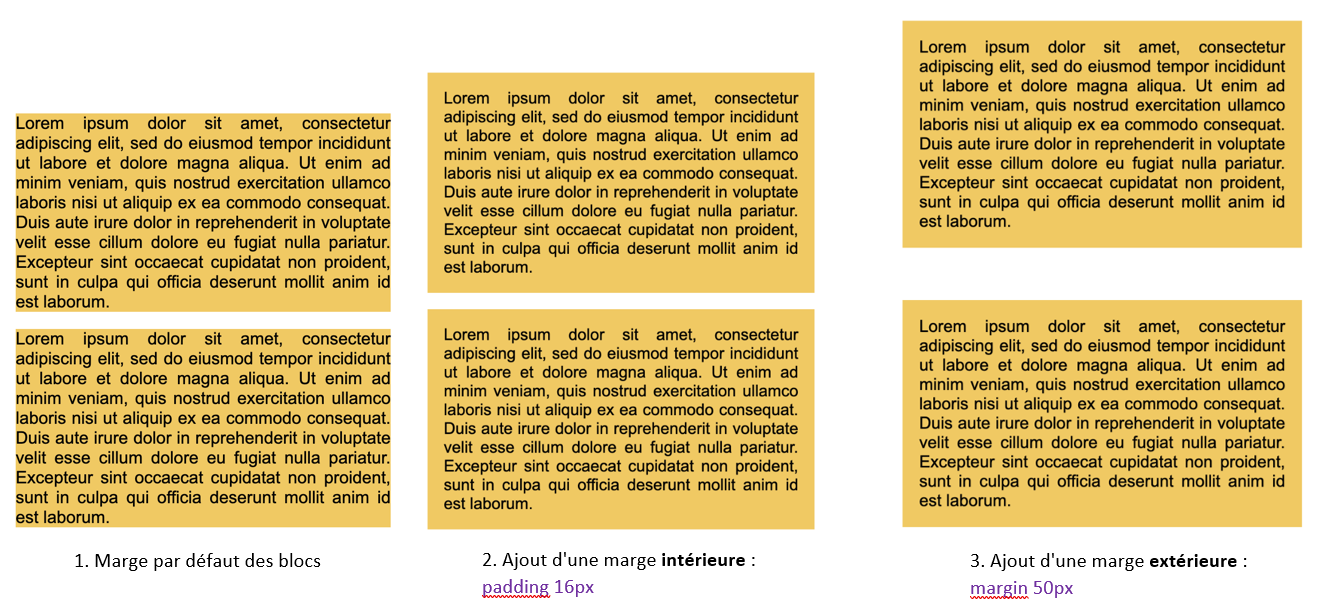 Lorem ipsum dolor sit amet, consectetur
adipiscing elit, sed do eiusmod tempor incididunt
ut labore et dolore magna aliqua. Ut enim ad
minim veniam, quis nostrud exercitation ullamco
laboris nisi ut aliquip ex ea commodo consequat.
Duis aute irure dolor in reprehenderit in voluptate
velit esse cillum dolore eu fugiat nulla pariatur.
Excepteur sint occaecat cupidatat non proident,
sunt in culpa qui officia deserunt mollit anim id
est laborum.
Lorem ipsum dolor sit amet, consectetur
adipiscing elit, sed do eiusmod tempor incididunt
ut labore et dolore magna aliqua. Ut enim ad
minim veniam, quis nostrud exercitation ullamco
laboris nisi ut aliquip ex ea commodo consequat.
Duis aute irure dolor in reprehenderit in voluptate
velit esse cillum dolore eu fugiat nulla pariatur.
Excepteur sint occaecat cupidatat non proident,
sunt in culpa qui officia deserunt mollit anim id
est laborum.
1. Marge par défaut des blocs
Lorem ipsum dolor sit amet, consectetur
adipiscing elit, sed do eiusmod tempor incididunt
ut labore et dolore magna aliqua. Ut enim ad
minim veniam, quis nostrud exercitation ullamco
laboris nisi ut aliquip ex ea commodo consequat.
Duis aute irure dolor in reprehenderit in voluptate
velit esse cillum dolore eu fugiat nulla pariatur.
Excepteur sint occaecat cupidatat non proident,
sunt in culpa qui officia deserunt mollit anim id
est laborum.
Lorem ipsum dolor sit amet, consectetur
adipiscing elit, sed do eiusmod tempor incididunt
ut labore et dolore magna aliqua. Ut enim ad
minim veniam, quis nostrud exercitation ullamco
laboris nisi ut aliquip ex ea commodo consequat.
Duis aute irure dolor in reprehenderit in voluptate
velit esse cillum dolore eu fugiat nulla pariatur.
Excepteur sint occaecat cupidatat non proident,
sunt in culpa qui officia deserunt mollit anim id
est laborum.
2. Ajout d'une marge intérieure :
padding 16px
Lorem ipsum dolor sit amet, consectetur
adipiscing elit, sed do eiusmod tempor incididunt
ut labore et dolore magna aliqua. Ut enim ad
minim veniam, quis nostrud exercitation ullamco
laboris nisi ut aliquip ex ea commodo consequat.
Duis aute irure dolor in reprehenderit in voluptate
velit esse cillum dolore eu fugiat nulla pariatur.
Excepteur sint occaecat cupidatat non proident,
sunt in culpa qui officia deserunt mollit anim id
est laborum.
Lorem ipsum dolor sit amet, consectetur
adipiscing elit, sed do eiusmod tempor incididunt
ut labore et dolore magna aliqua. Ut enim ad
minim veniam, quis nostrud exercitation ullamco
laboris nisi ut aliquip ex ea commodo consequat.
Duis aute irure dolor in reprehenderit in voluptate
velit esse cillum dolore eu fugiat nulla pariatur.
Excepteur sint occaecat cupidatat non proident,
sunt in culpa qui officia deserunt mollit anim id
est laborum.
3. Ajout d'une marge extérieure :
margin 50px